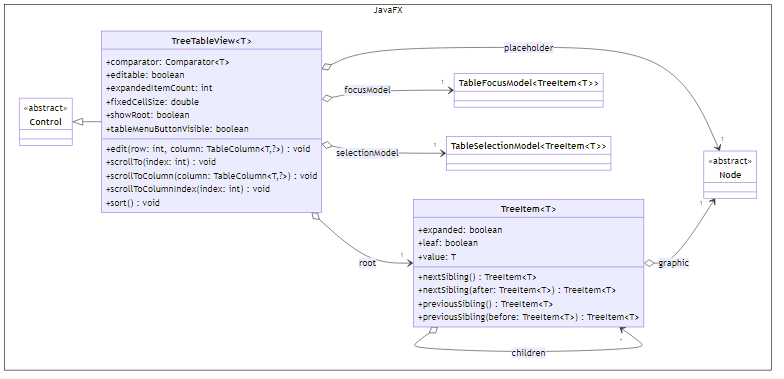 JavaFX
TreeTableView<T>
+comparator: Comparator<T>
+editable: boolean
+expandedItemCount: int
+fixedCellSize: double
+showRoot: boolean
+tableMenuButtonVisible: boolean
+edit(row: int, column: TableColumn<T,?>) : void
+scrollTo(index: int) : void
+scrollToColumn(column: TableColumn<T,?>) : void
+scrollToColumnIndex(index: int) : void
+sort() : void
«abstract»
Control
placeholder
1
focusModel
1
TableFocusModel<TreeItem<T>>
selectionModel
1
TableSelectionModel<TreeItem<T>>
«abstract»
Node
root
1
TreeItem<T>
+expanded: boolean
+leaf: boolean
+value: T
+nextSibling() : TreeItem<T>
+nextSibling(after: TreeItem<T>) : TreeItem<T>
+previousSibling() : TreeItem<T>
+previousSibling(before: TreeItem<T>) : TreeItem<T>
graphic
1
children
*